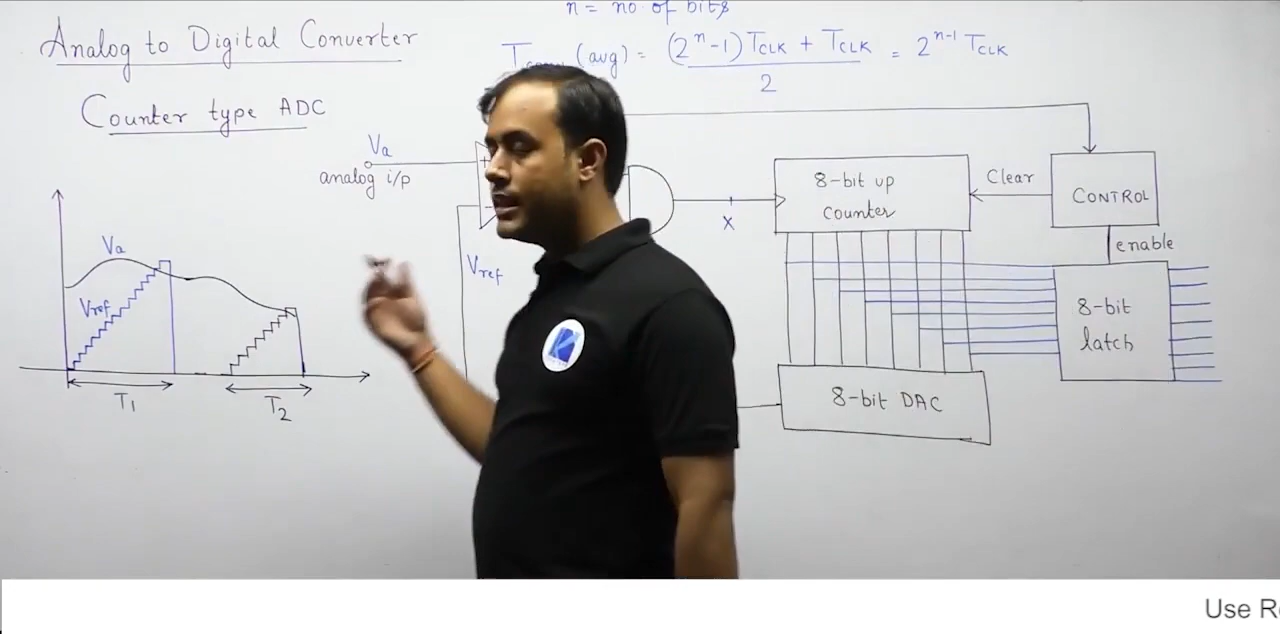 n = no. of bits
Analog to Digital Converter
(avg) = (2ⁿ-1) TCLK + TCLK / 2 = 2ⁿ⁻¹ TCLK
Counter type ADC
Va
analog i/p
+
8-bit up
counter
Clear
CONTROL
enable
X
Vref
Va
Vref
8-bit
latch
8-bit DAC
T1
T2
Use